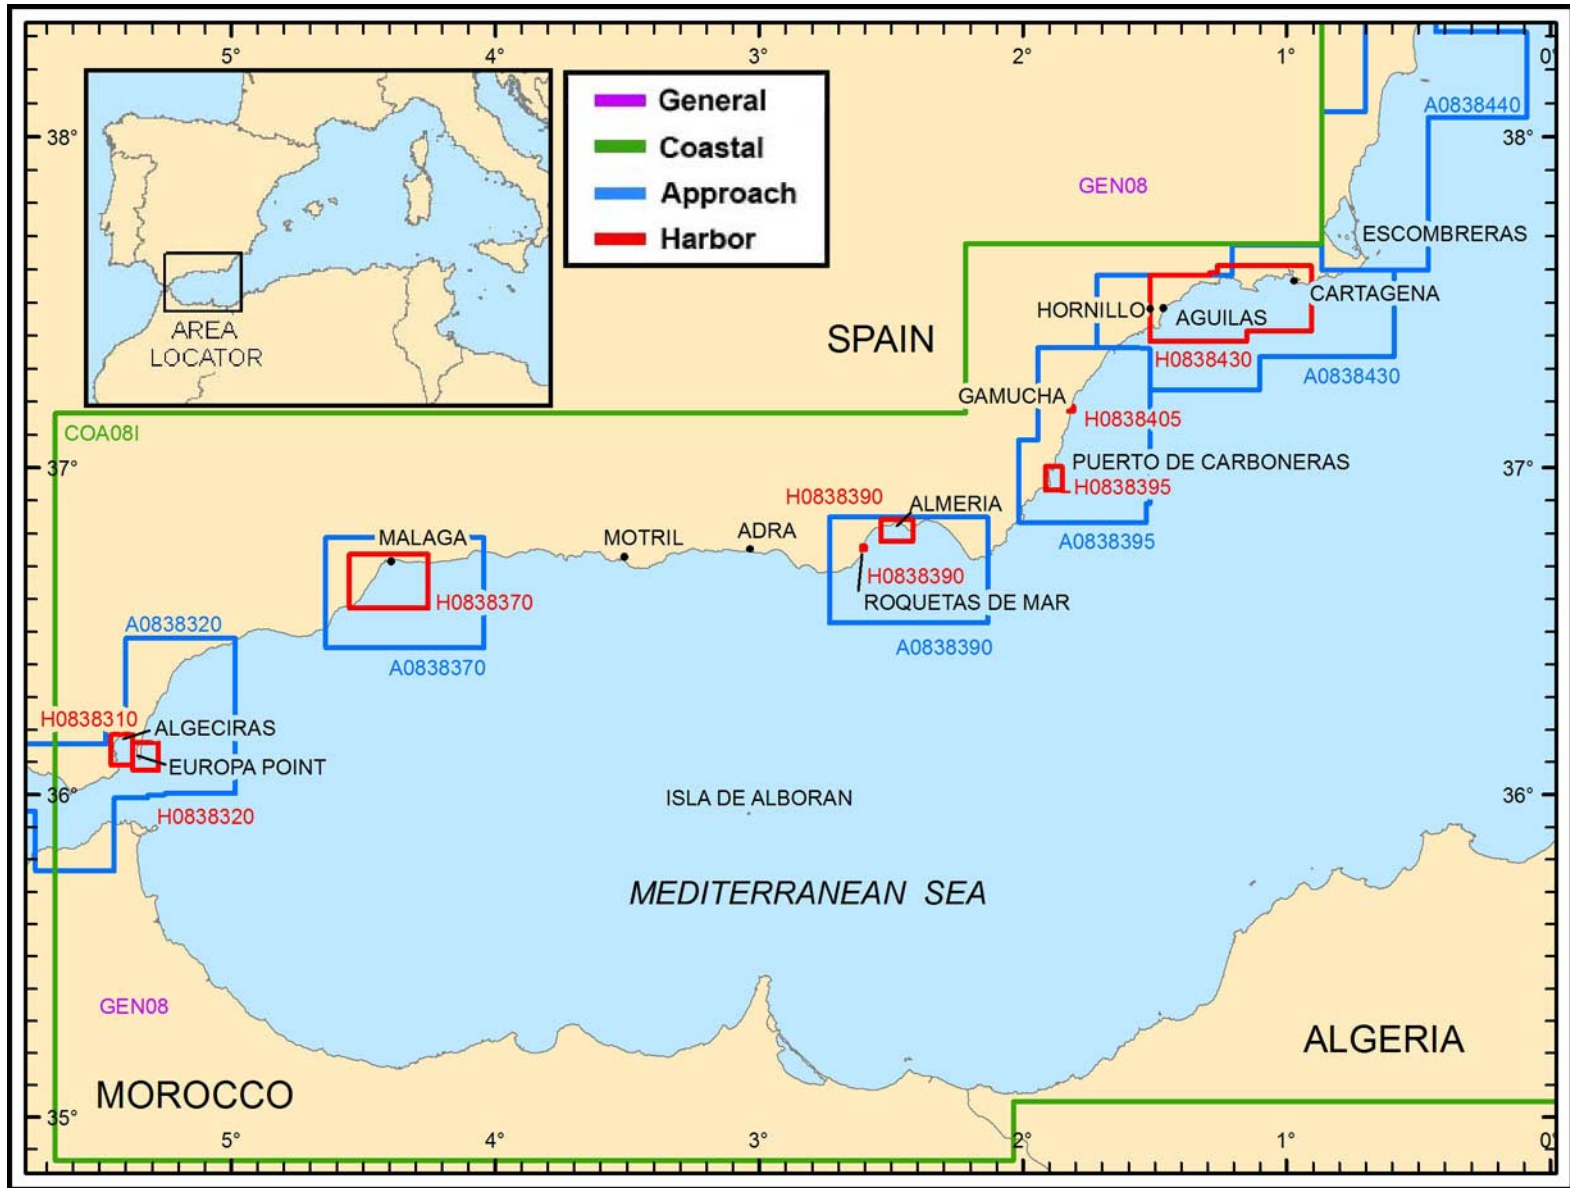 5°
4°
3°
2°
1°
0°
General
Coastal
Approach
Harbor
A0838440
38°
38°
GEN08
ESCOMBRERAS
AREA
LOCATOR
SPAIN
HORNILLO
AGUILAS
CARTAGENA
H0838430
A0838430
GAMUCHA
H0838405
COA08I
37°
37°
PUERTO DE CARBONERAS
H0838395
H0838390
ALMERIA
MALAGA
MOTRIL
ADRA
A0838395
H0838390
ROQUETAS DE MAR
H0838370
A0838320
A0838370
A0838390
H0838310
ALGECIRAS
EUROPA POINT
36°
36°
H0838320
ISLA DE ALBORAN
MEDITERRANEAN SEA
GEN08
ALGERIA
MOROCCO
35°
5°
4°
3°
2°
1°
0°